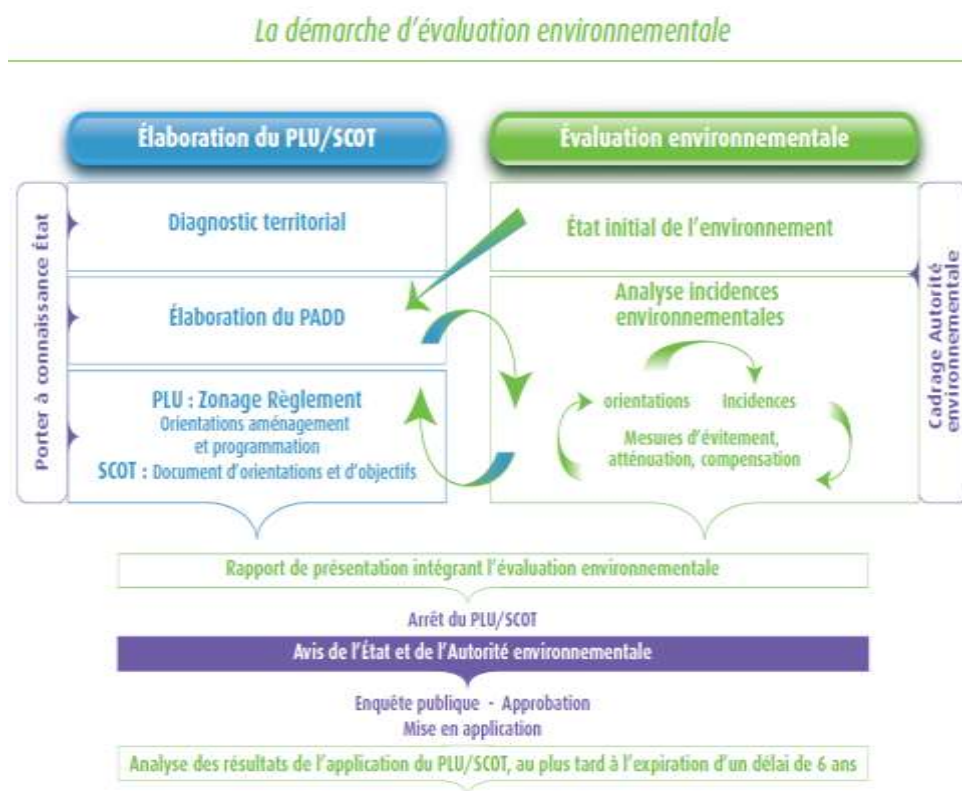 La démarche d'évaluation environnementale
Élaboration du PLU/SCOT
Évaluation environnementale
Porter à connaissance État
Diagnostic territorial
Élaboration du PADD
PLU : Zonage Règlement
Orientations aménagement
et programmation
SCOT : Document d'orientations et d'objectifs
État initial de l'environnement
Analyse incidences
environnementales
orientations
Incidences
Mesures d'évitement,
atténuation, compensation
Cadrage Autorité
environnementale
Rapport de présentation intégrant l'évaluation environnementale
Arrêt du PLU/SCOT
Avis de l'État et de l'Autorité environnementale
Enquête publique - Approbation
Mise en application
Analyse des résultats de l'application du PLU/SCOT, au plus tard à l'expiration d'un délai de 6 ans